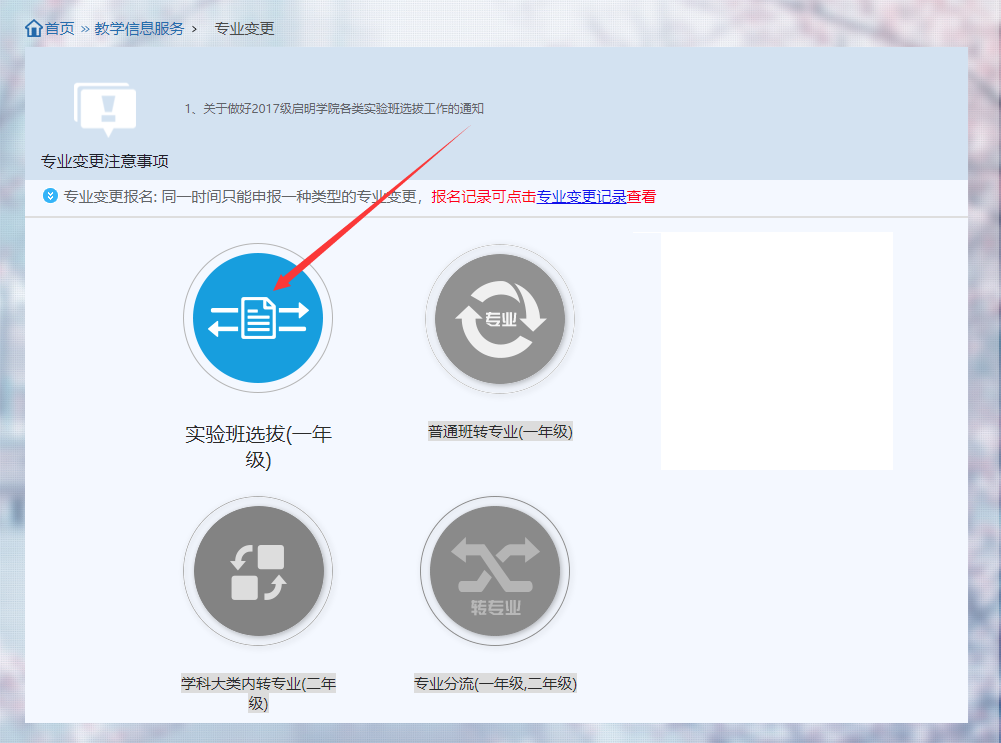 首页 » 教学信息服务 › 专业变更
1、关于做好2017级启明学院各类实验班选拔工作的通知
专业变更注意事项
专业变更报名: 同一时间只能申报一种类型的专业变更，报名记录可点击专业变更记录查看
专业
实验班选拔(一年
级)
普通班转专业(一年级)
转专业
学科大类内转专业(二年
级)
专业分流(一年级,二年级)